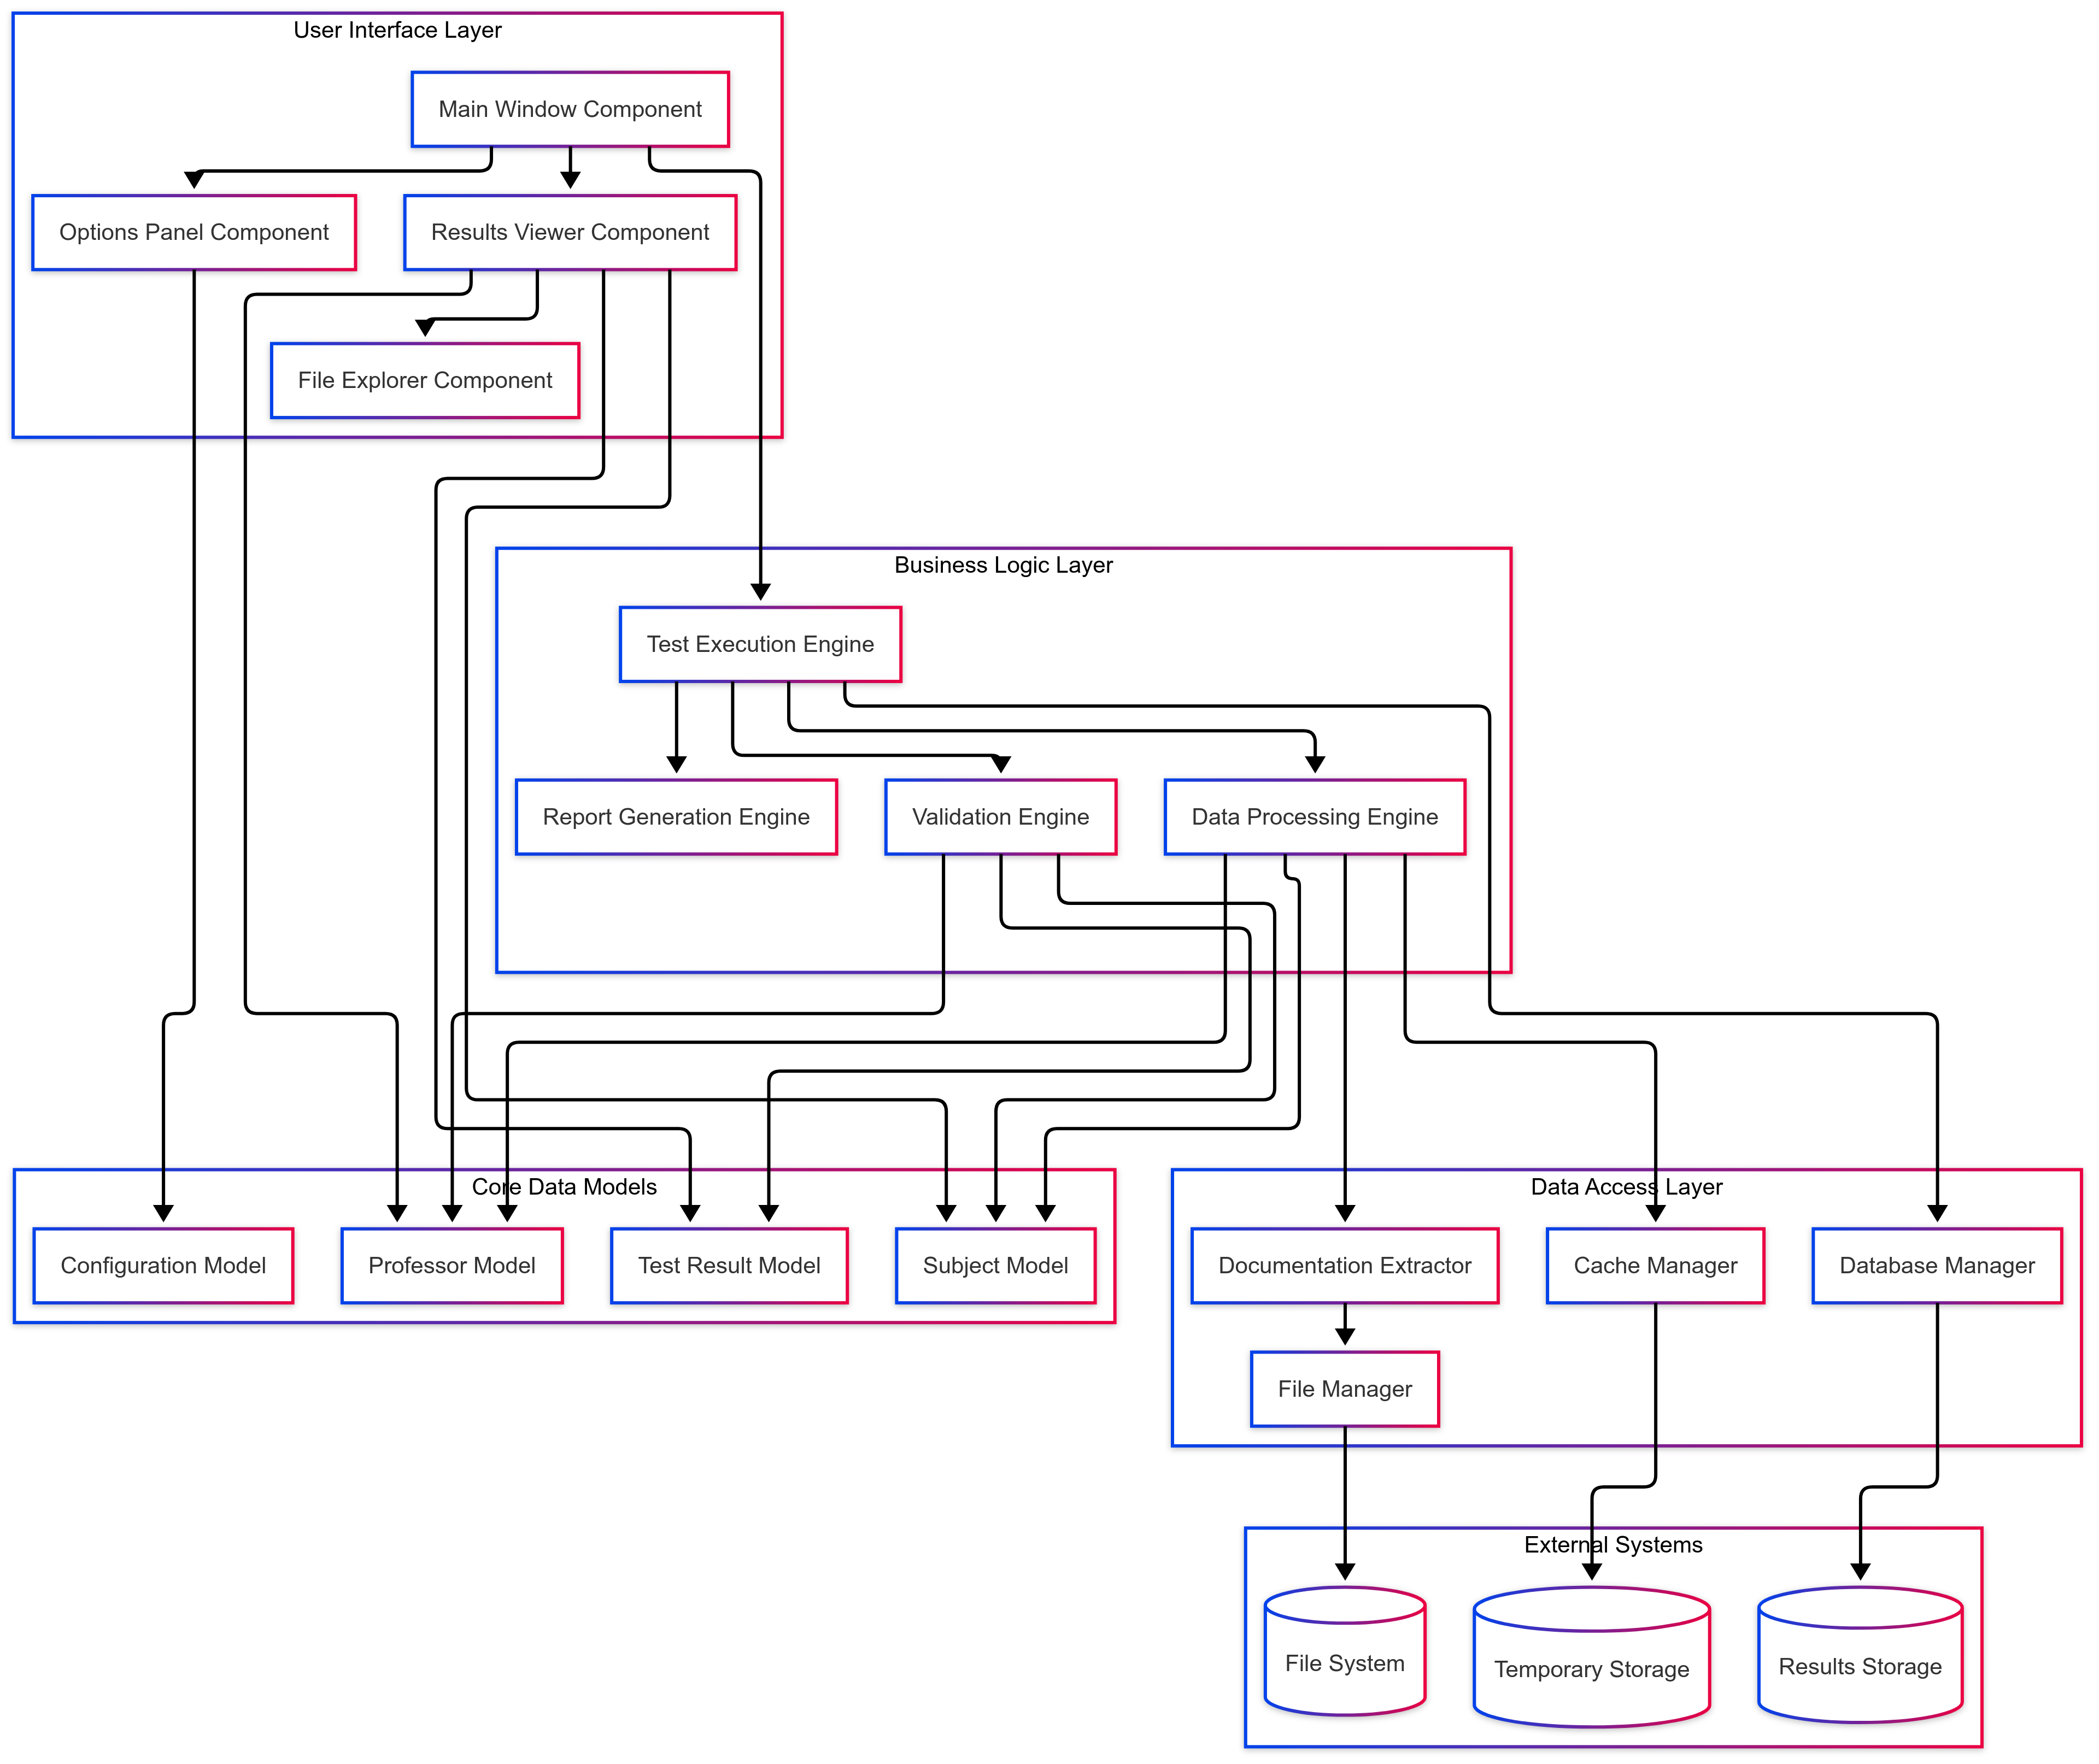 User Interface Layer
Main Window Component
Options Panel Component
Results Viewer Component
File Explorer Component
Business Logic Layer
Test Execution Engine
Report Generation Engine
Validation Engine
Data Processing Engine
Core Data Models
Configuration Model
Professor Model
Test Result Model
Subject Model
Data Access Layer
Documentation Extractor
Cache Manager
Database Manager
File Manager
External Systems
File System
Temporary Storage
Results Storage